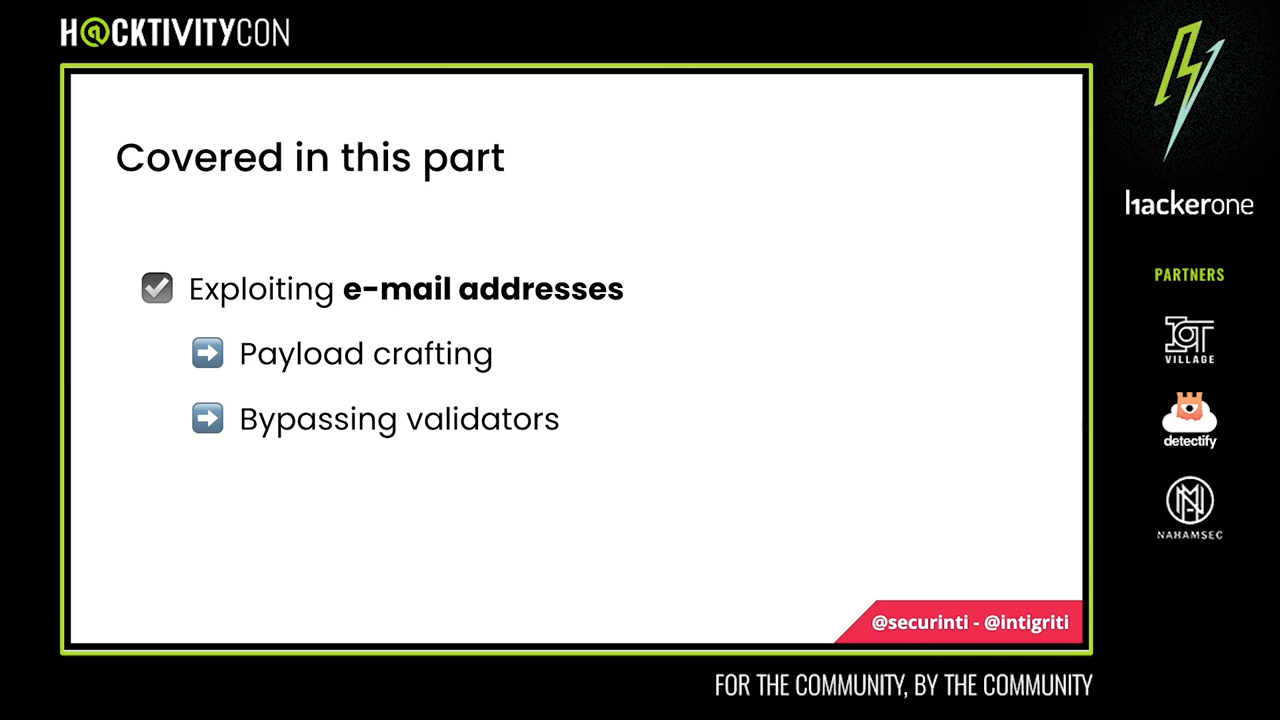 H@CKTIVITYCON
Covered in this part
Exploiting e-mail addresses
Payload crafting
Bypassing validators
@securinti - @intigriti
FOR THE COMMUNITY, BY THE COMMUNITY
hackerone
PARTNERS
IOT
VILLAGE
detectify
NAHAMSEC